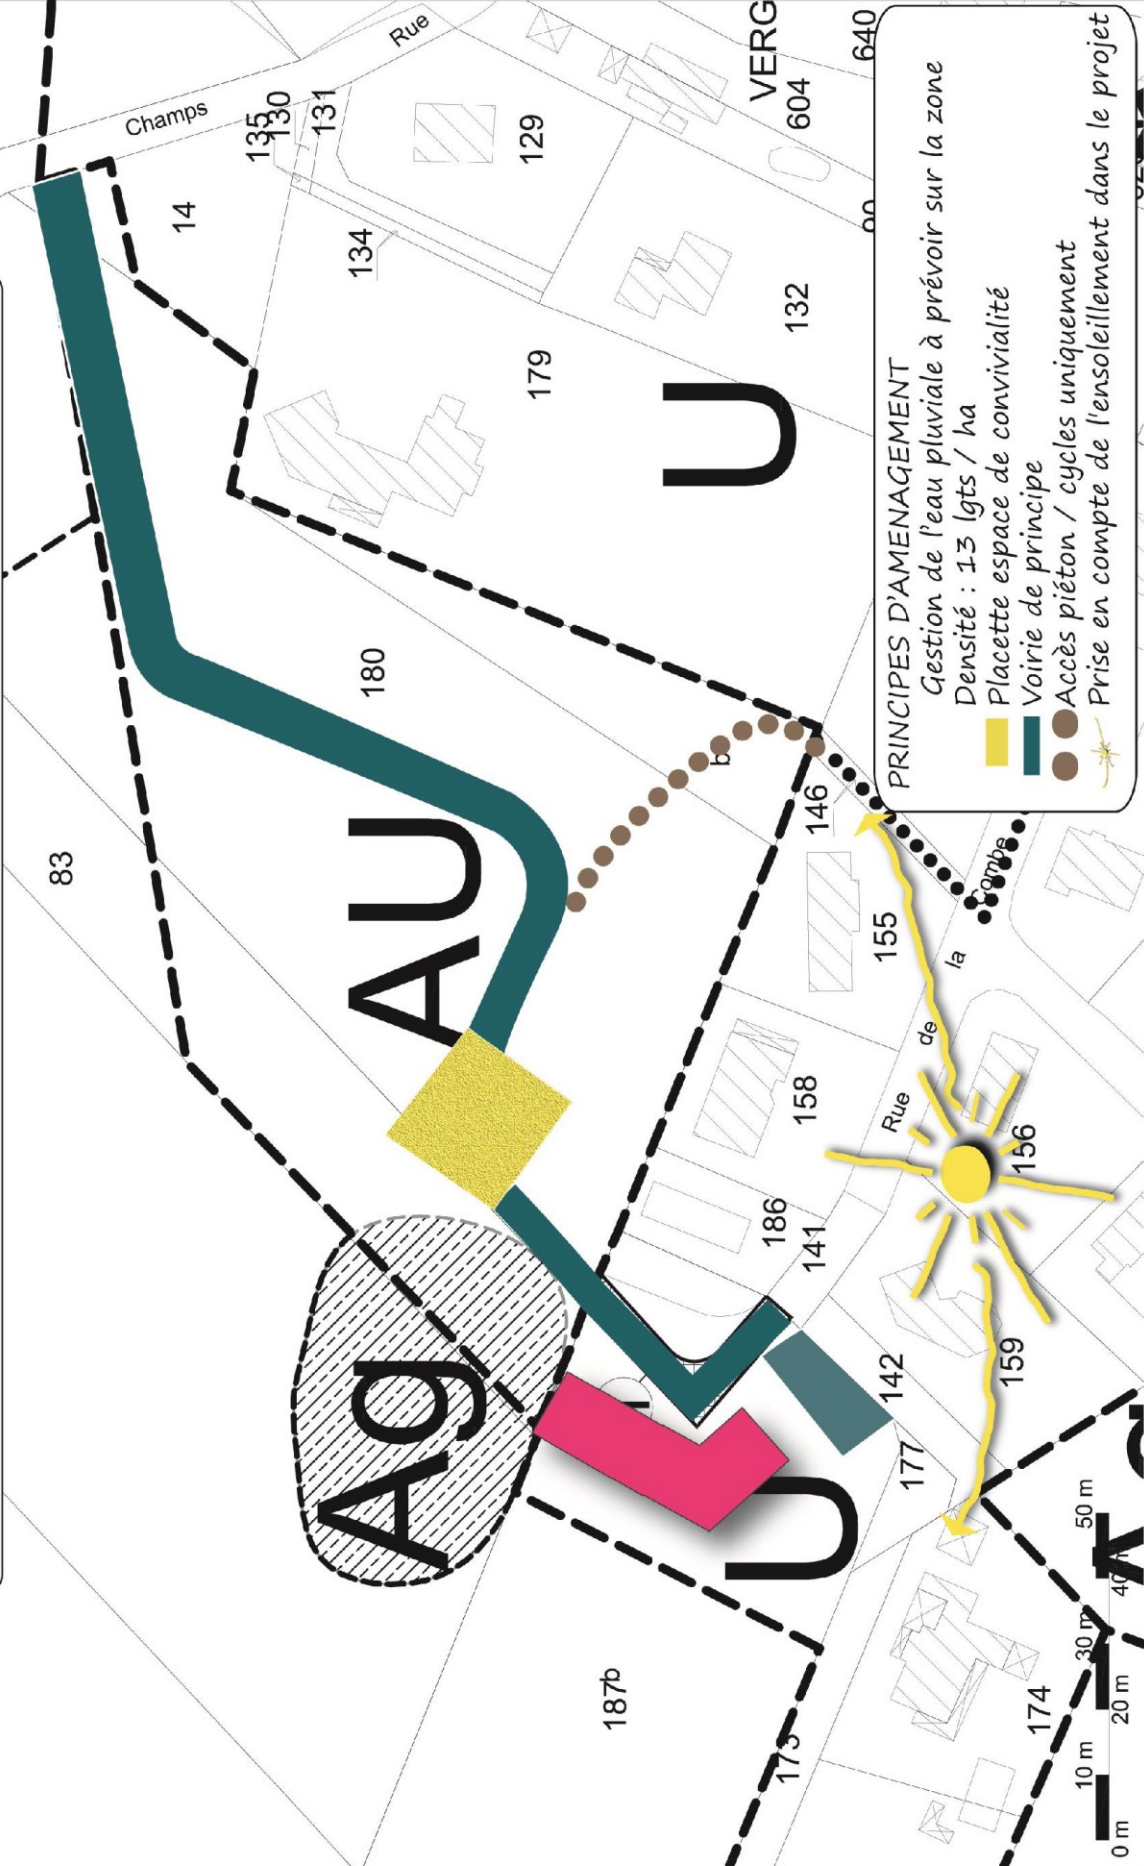 PRINCIPES D'AMENAGEMENT
Gestion de l'eau pluviale à prévoir sur la zone
Densité : 13 lgts / ha
Placette espace de convivialité
Voirie de principe
Accès piéton / cycles uniquement
Prise en compte de l'ensoleillement dans le projet
Champs
Rue
83
14
135
130
131
134
129
VERG
604
640
179
132
180
AU
U
b
146
155
158
186
141
Rue
de
la
Combe
156
159
142
177
Ag
U
187b
173
174
0 m
10 m
20 m
30 m
40m
50 m